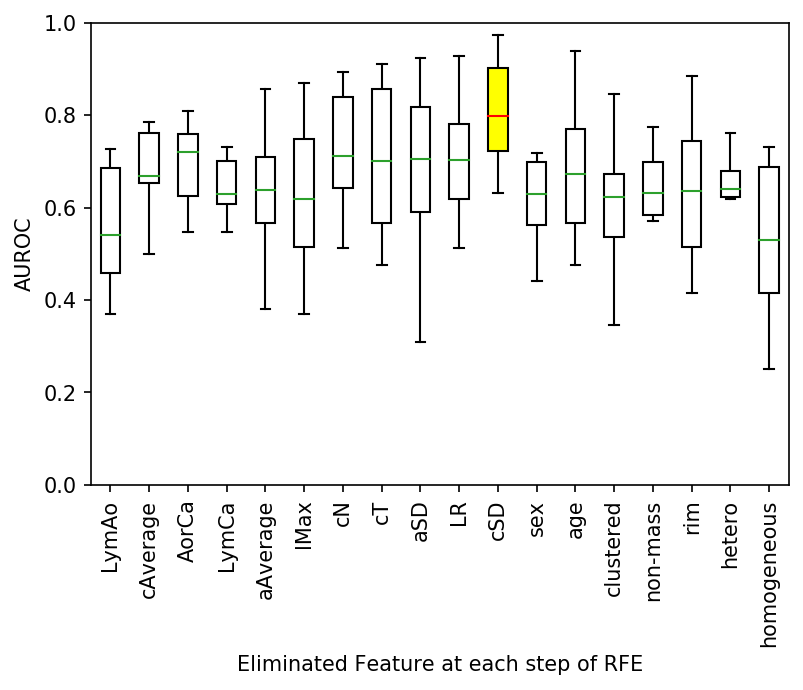 1.0
0.8
0.6
0.4
0.2
0.0
AUROC
LymAo
cAverage
AorCa
LymCa
aAverage
lMax
cN
cT
aSD
LR
cSD
sex
age
clustered
non-mass
rim
hetero
homogeneous
Eliminated Feature at each step of RFE